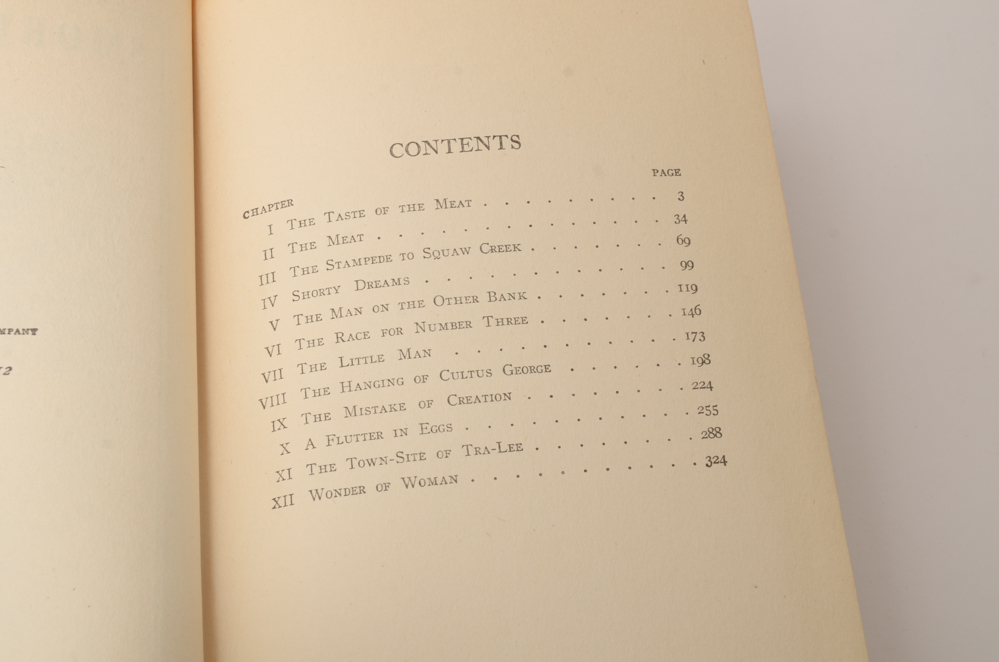 CONTENTS
CHAPTER PAGE
I THE TASTE OF THE MEAT . . . . . . . . . 3
II THE MEAT . . . . . . . . . . . . . 34
III THE STAMPEDE TO SQUAW CREEK . . . . . . . 69
IV SHORTY DREAMS . . . . . . . . . . . 99
V THE MAN ON THE OTHER BANK . . . . . . . 119
VI THE RACE FOR NUMBER THREE . . . . . . . 146
VII THE LITTLE MAN . . . . . . . . . . . 173
VIII THE HANGING OF CULTUS GEORGE . . . . . . 198
IX THE MISTAKE OF CREATION . . . . . . . . 224
X A FLUTTER IN EGGS . . . . . . . . . . 255
XI THE TOWN-SITE OF TRA-LEE . . . . . . . . 288
XII WONDER OF WOMAN . . . . . . . . . . . 324